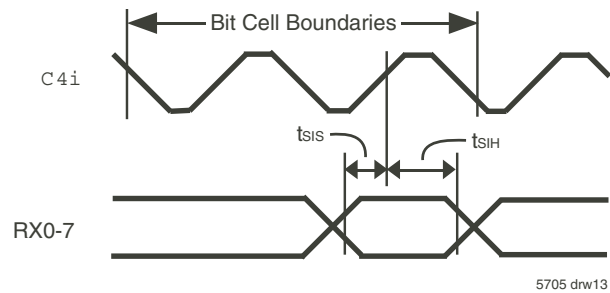 Bit Cell Boundaries
C4i
tSIS
tSIH
RX0-7
5705 drw13